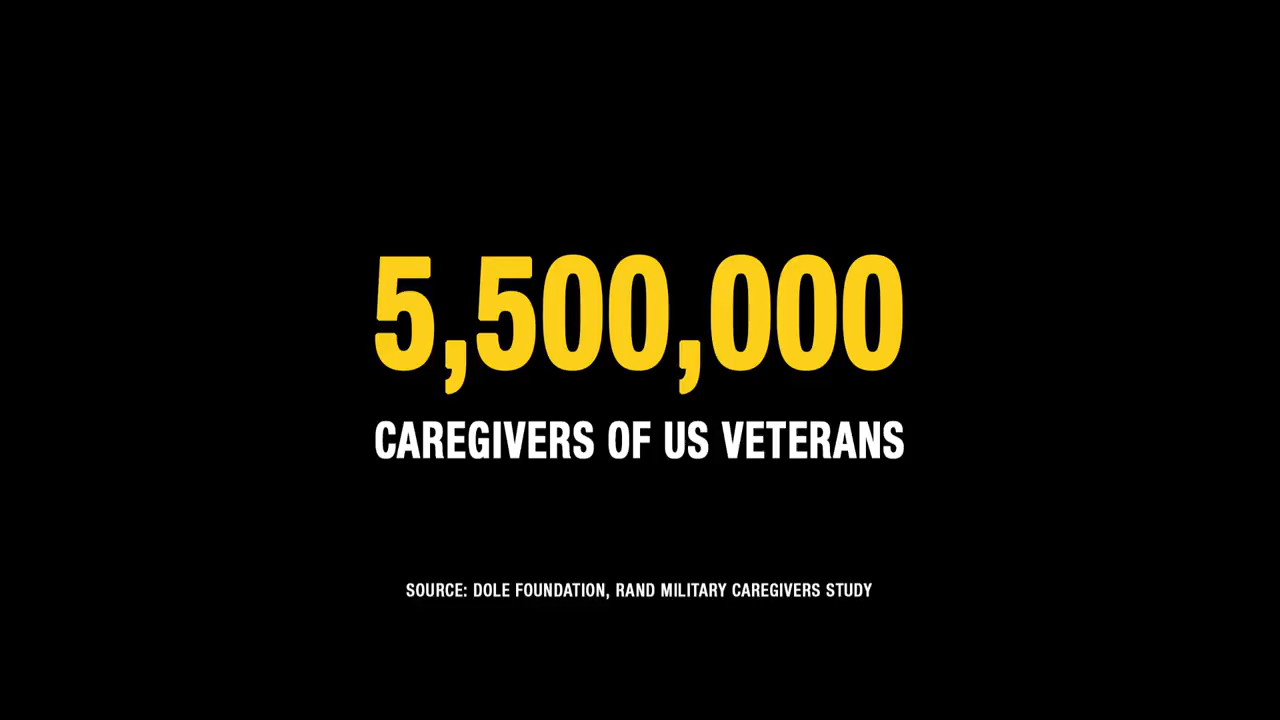 5,500,000
CAREGIVERS OF US VETERANS
SOURCE: DOLE FOUNDATION, RAND MILITARY CAREGIVERS STUDY